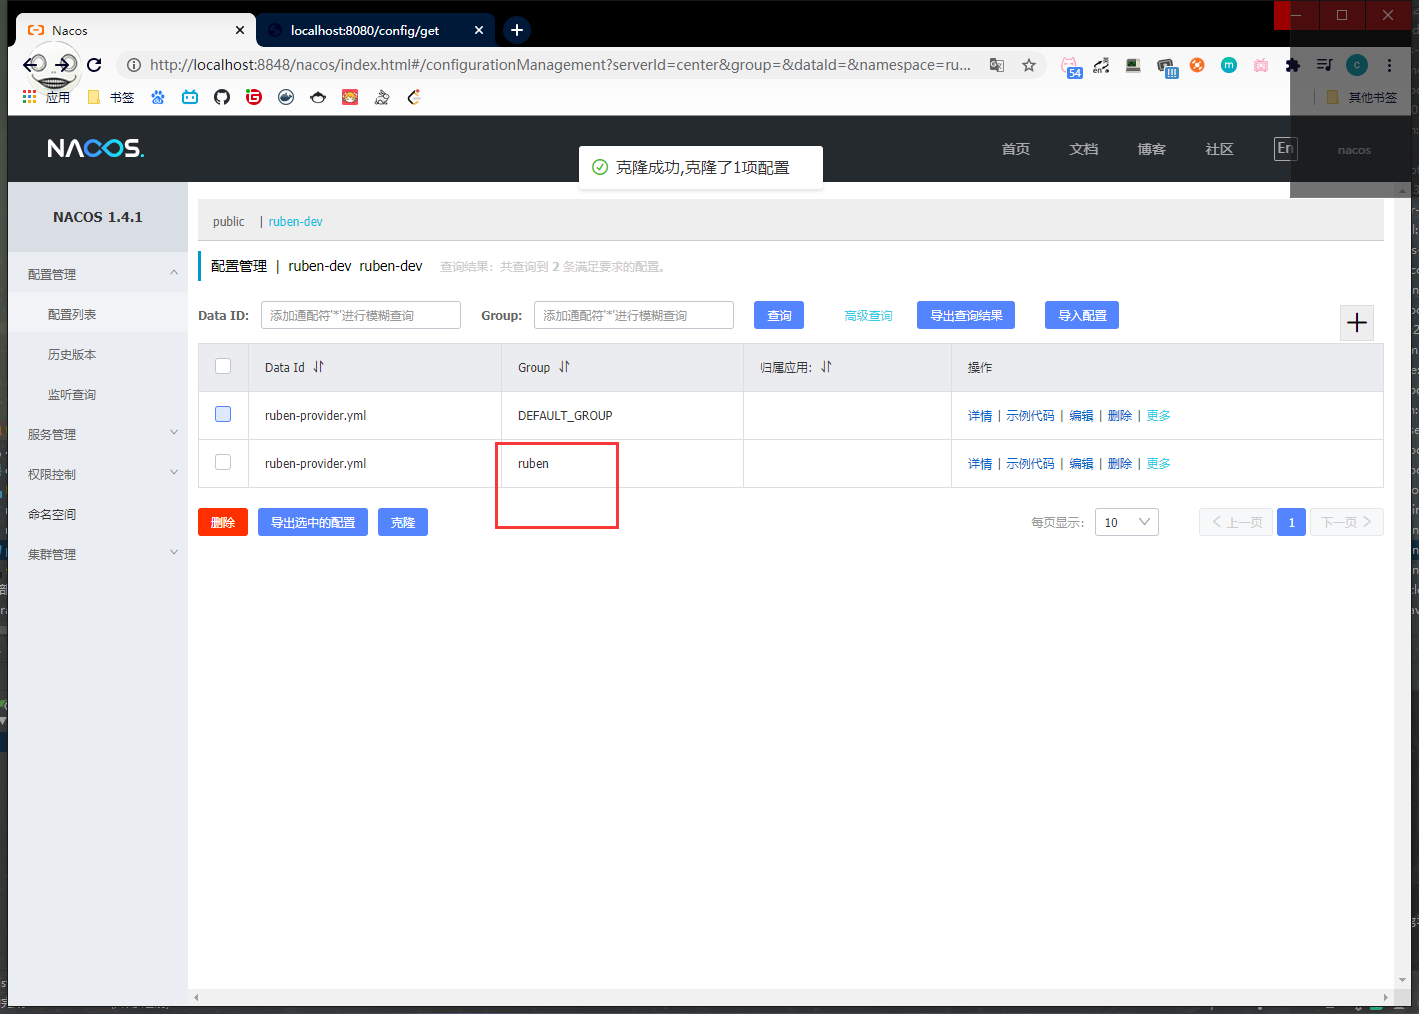 Nacos
localhost:8080/config/get
http://localhost:8848/nacos/index.html#/configurationManagement?serverId=center&group=&dataId=&namespace=ru...
54
en
m
c
应用
书签
其他书签
NACOS.
首页
文档
博客
社区
En
nacos
克隆成功,克隆了1项配置
NACOS 1.4.1
public | ruben-dev
配置管理
配置管理 | ruben-dev ruben-dev 查询结果：共查询到 2 条满足要求的配置。
配置列表
Data ID: 添加通配符'*'进行模糊查询 Group: 添加通配符'*'进行模糊查询 查询 高级查询 导出查询结果 导入配置
历史版本
Data Id Group 归属应用: 操作
监听查询
ruben-provider.yml DEFAULT_GROUP 详情 | 示例代码 | 编辑 | 删除 | 更多
服务管理
ruben-provider.yml ruben 详情 | 示例代码 | 编辑 | 删除 | 更多
权限控制
命名空间
删除 导出选中的配置 克隆 每页显示: 10 上一页 1 下一页
集群管理